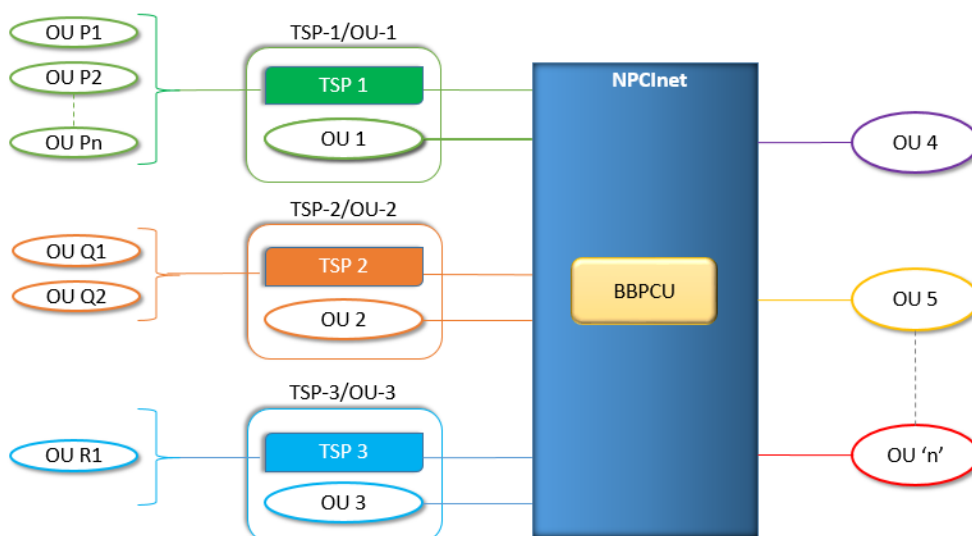 OU P1
OU P2
OU Pn
TSP-1/OU-1
TSP 1
OU 1
OU Q1
OU Q2
TSP-2/OU-2
TSP 2
OU 2
OU R1
TSP-3/OU-3
TSP 3
OU 3
NPCInet
BBPCU
OU 4
OU 5
OU ‘n’